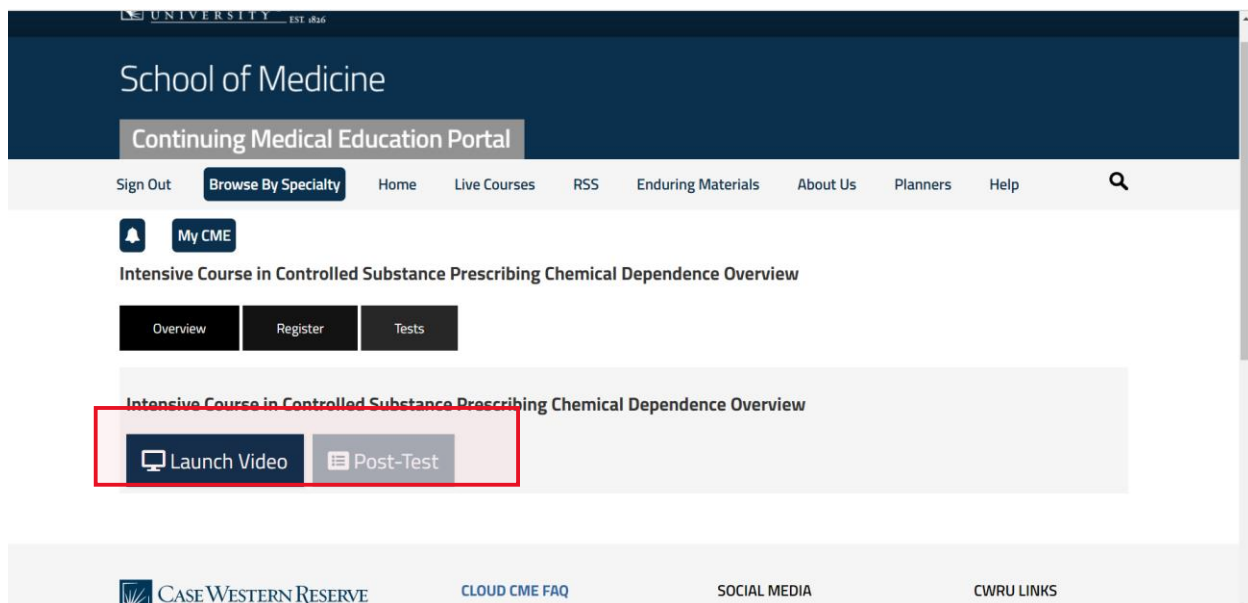 UNIVERSITY EST. 1826
School of Medicine
Continuing Medical Education Portal
Sign Out Browse By Specialty Home Live Courses RSS Enduring Materials About Us Planners Help
My CME
Intensive Course in Controlled Substance Prescribing Chemical Dependence Overview
Overview Register Tests
Intensive Course in Controlled Substance Prescribing Chemical Dependence Overview
Launch Video Post-Test
CASE WESTERN RESERVE CLOUD CME FAQ SOCIAL MEDIA CWRU LINKS